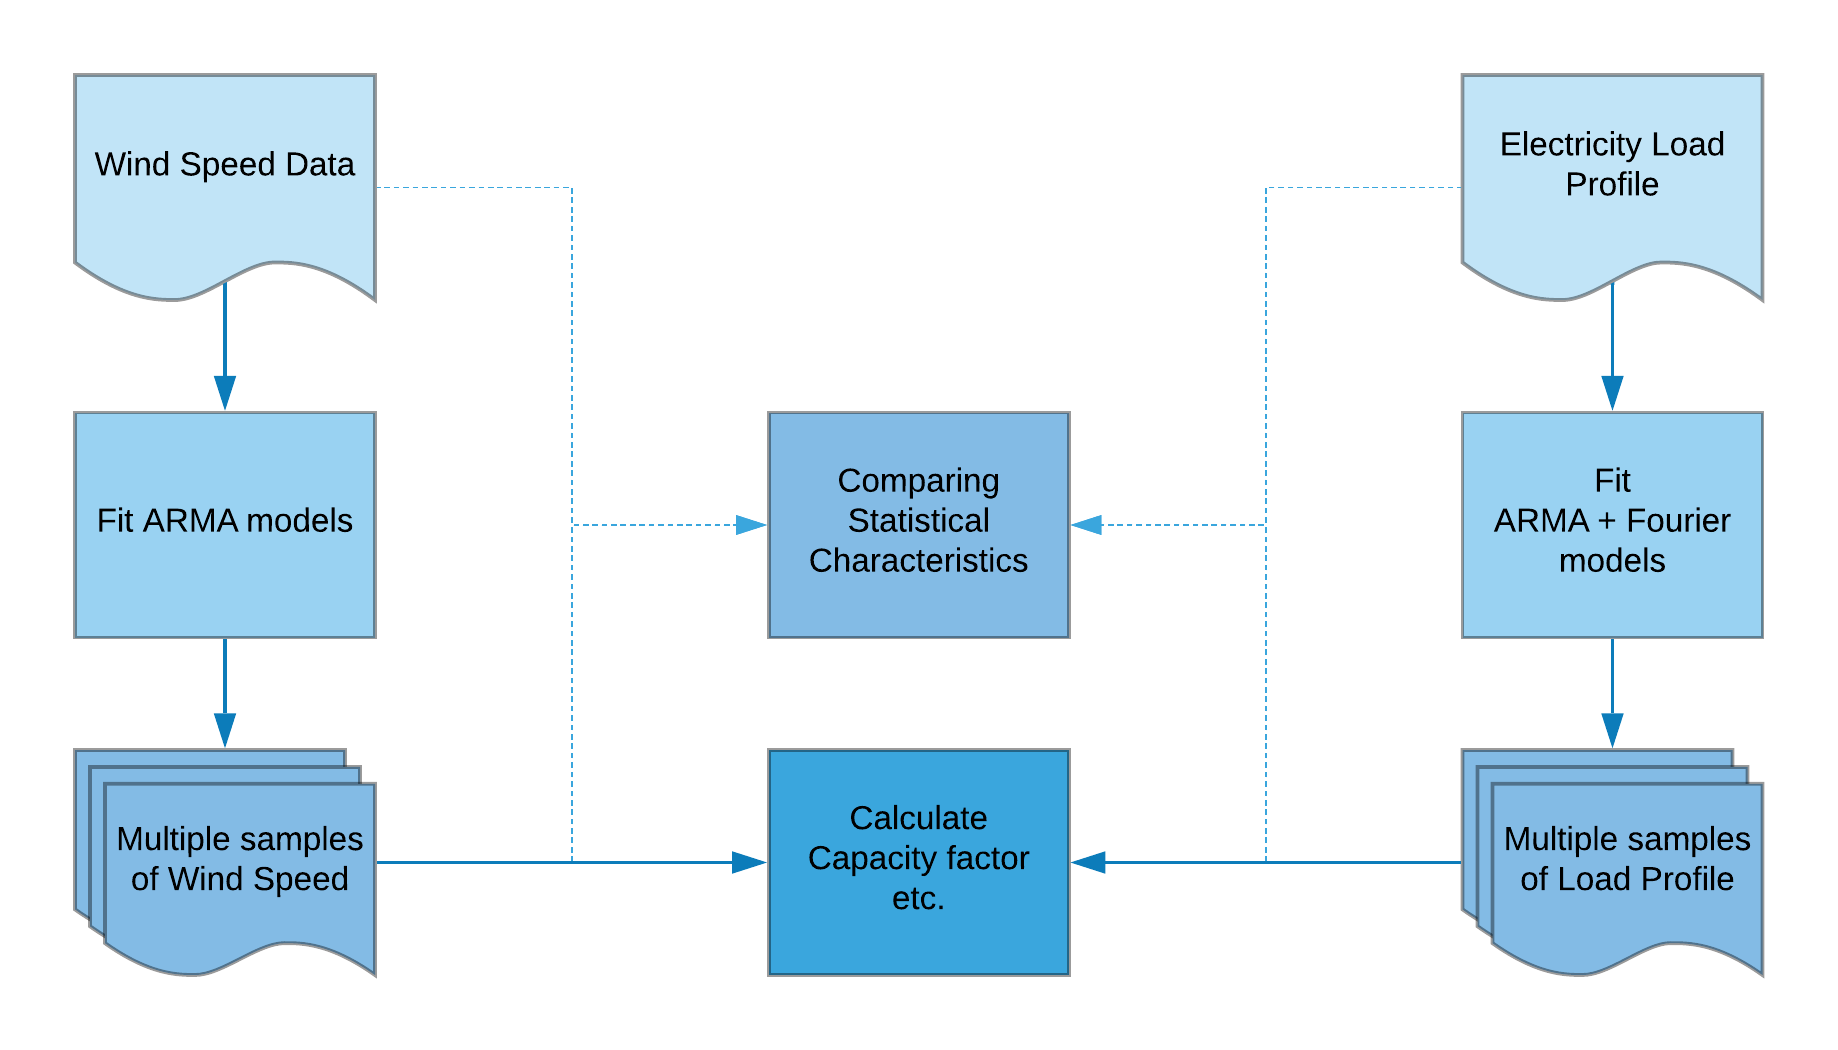 Wind Speed Data
Electricity Load
Profile
Fit ARMA models
Comparing
Statistical
Characteristics
Fit
ARMA + Fourier
models
Multiple samples
of Wind Speed
Calculate
Capacity factor
etc.
Multiple samples
of Load Profile